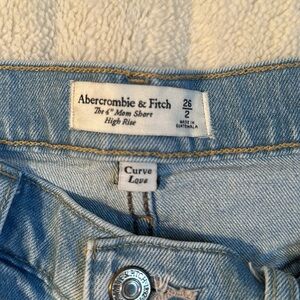 Abercrombie & Fitch
The 4" Mom Short
High Rise
26
2
MADE IN
GUATEMALA
Curve
Love